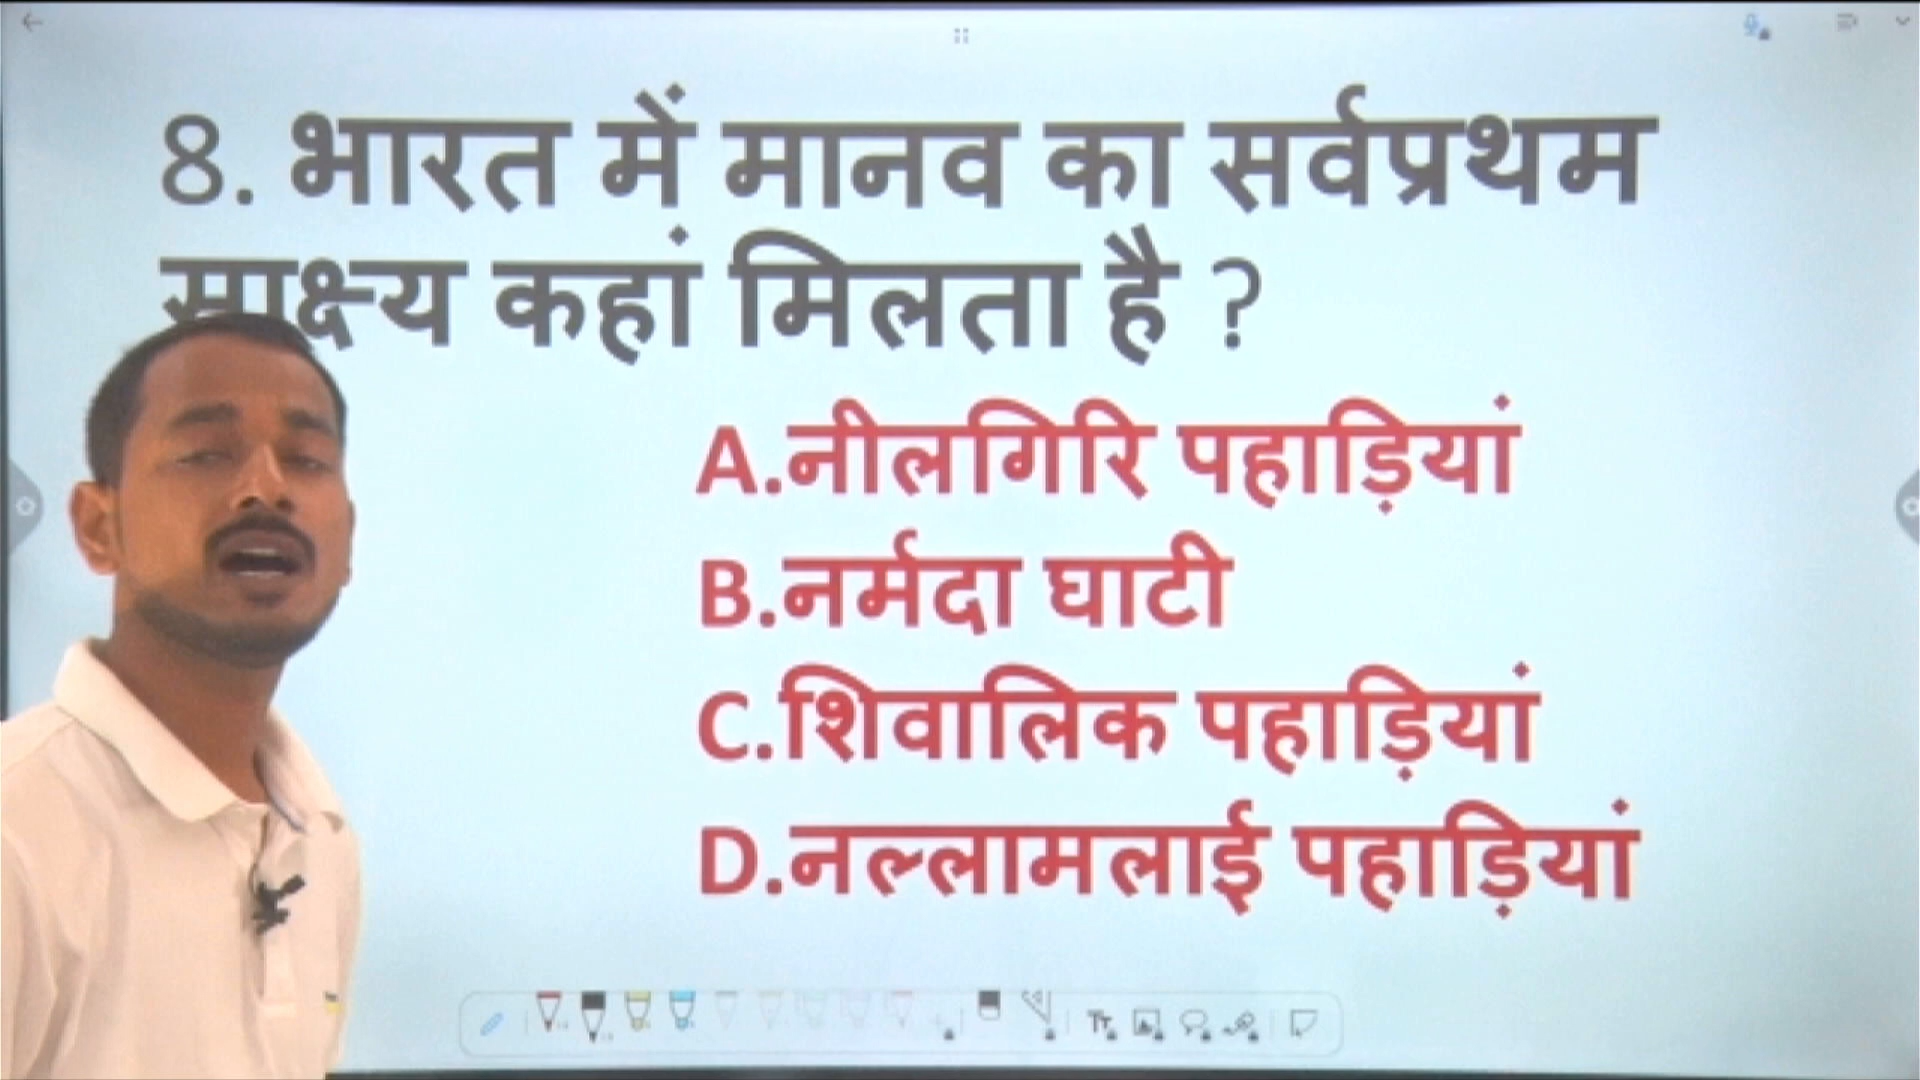 8. भारत में मानव का सर्वप्रथम
साक्ष्य कहां मिलता है ?
A.नीलगिरि पहाड़ियां
B.नर्मदा घाटी
C.शिवालिक पहाड़ियां
D.नल्लामलाई पहाड़ियां